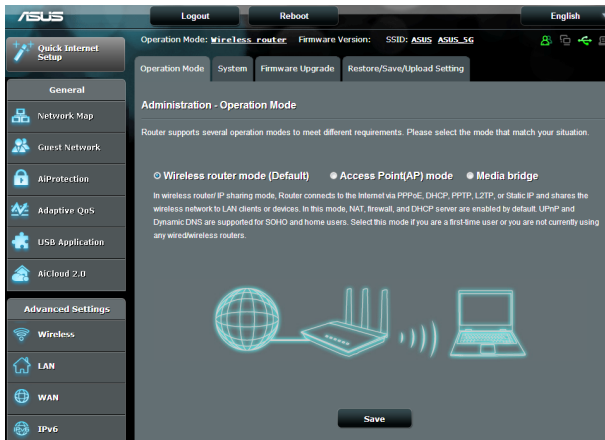 ASUS
Logout
Reboot
English
Operation Mode: Wireless router Firmware Version: SSID: ASUS ASUS_5G
Quick Internet
Setup
Operation Mode
System
Firmware Upgrade
Restore/Save/Upload Setting
General
Network Map
Guest Network
AiProtection
Adaptive QoS
USB Application
AiCloud 2.0
Advanced Settings
Wireless
LAN
WAN
IPv6
Administration - Operation Mode
Router supports several operation modes to meet different requirements. Please select the mode that match your situation.
Wireless router mode (Default)
Access Point(AP) mode
Media bridge
In wireless router/ IP sharing mode, Router connects to the Internet via PPPoE, DHCP, PPTP, L2TP, or Static IP and shares the
wireless network to LAN clients or devices. In this mode, NAT, firewall, and DHCP server are enabled by default. UPnP and
Dynamic DNS are supported for SOHO and home users. Select this mode if you are a first-time user or you are not currently using
any wired/wireless routers.
Save